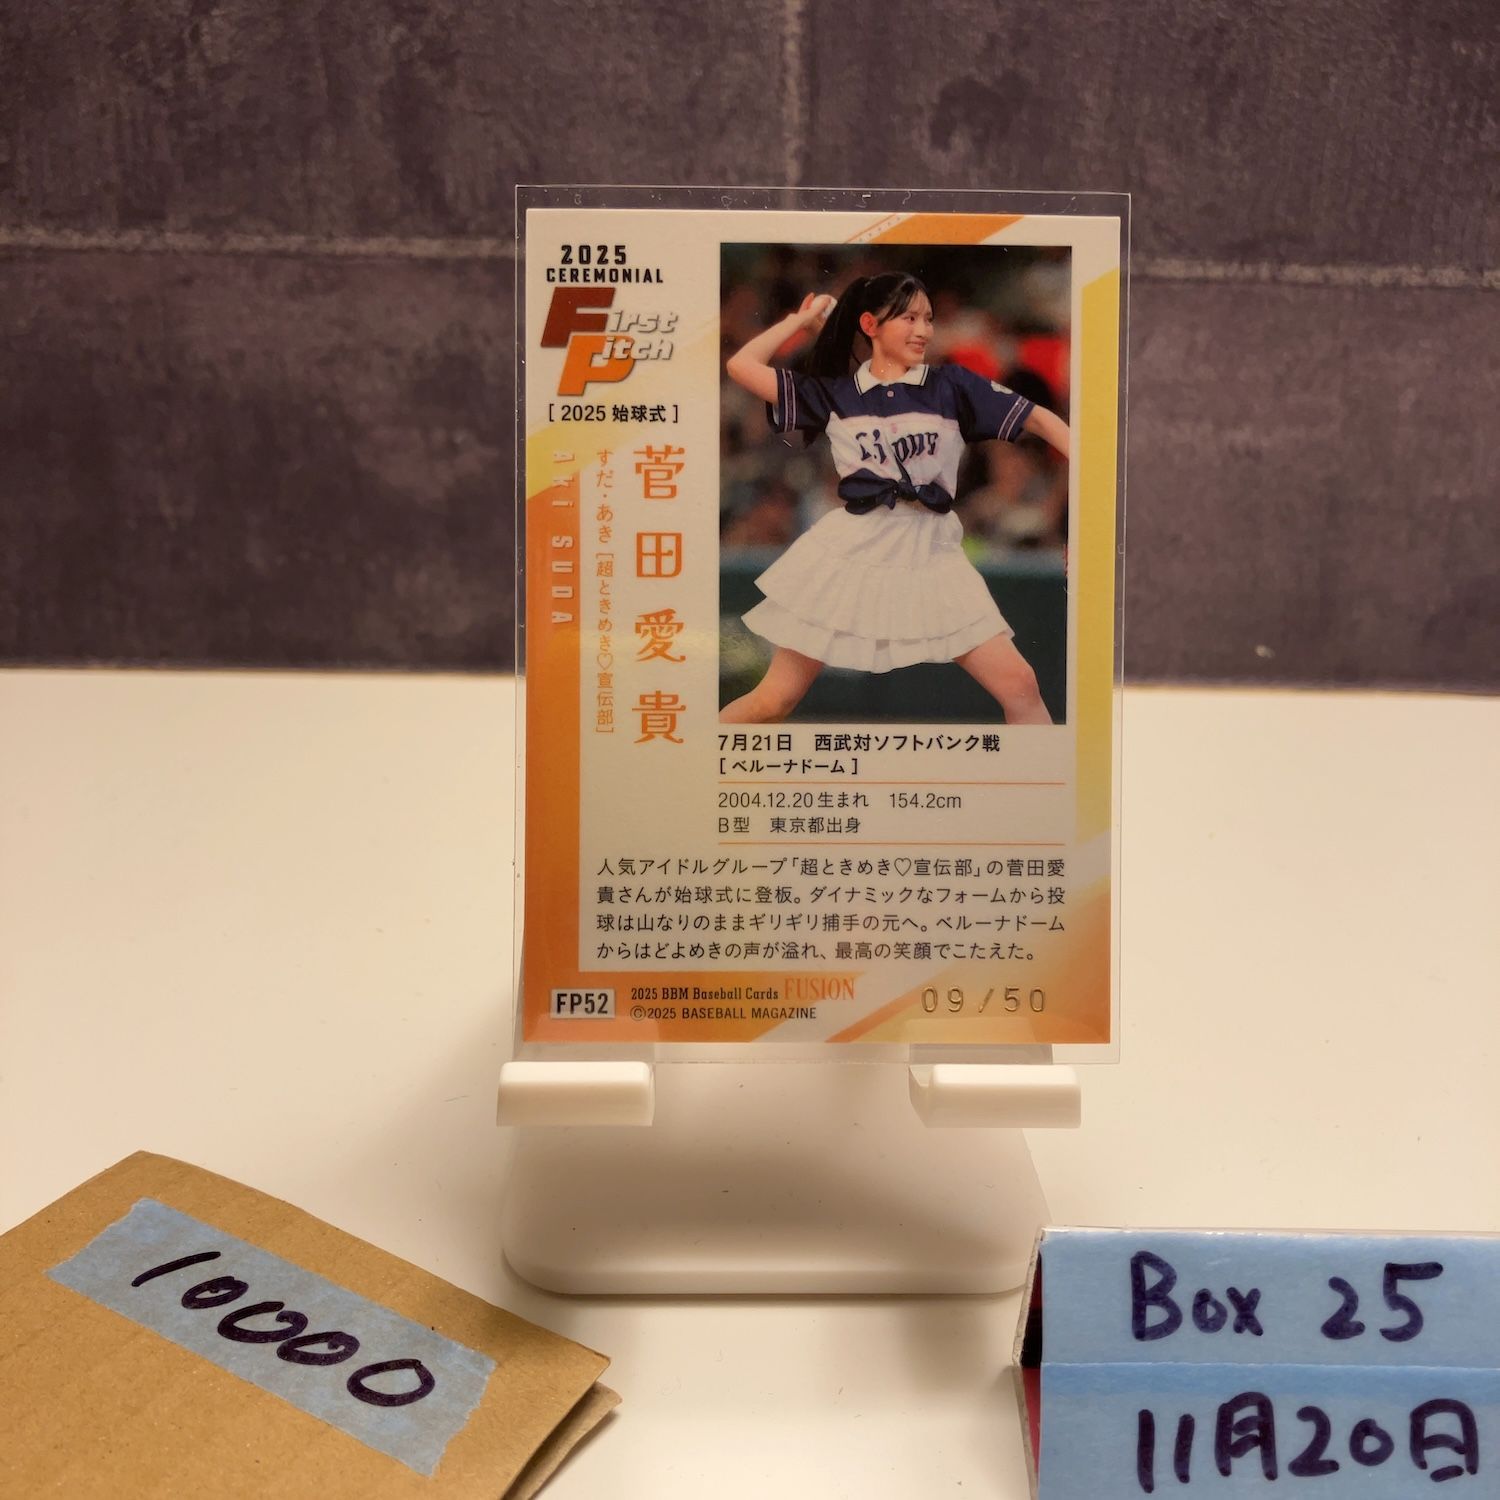 2025
CEREMONIAL
First
Pitch
[ 2025 始球式 ]
菅田愛貴
すだ・あき [超ときめき♡宣伝部]
Aki SUDA
Lions
7月21日　西武対ソフトバンク戦
[ ベルーナドーム ]
2004.12.20生まれ　154.2cm
B型　東京都出身
人気アイドルグループ「超ときめき♡宣伝部」の菅田愛
貴さんが始球式に登板。ダイナミックなフォームから投
球は山なりのままギリギリ捕手の元へ。ベルーナドーム
からはどよめきの声が溢れ、最高の笑顔でこたえた。
FP52
2025 BBM Baseball Cards FUSION
©2025 BASEBALL MAGAZINE
09/50
10000
Box 25
11月20日